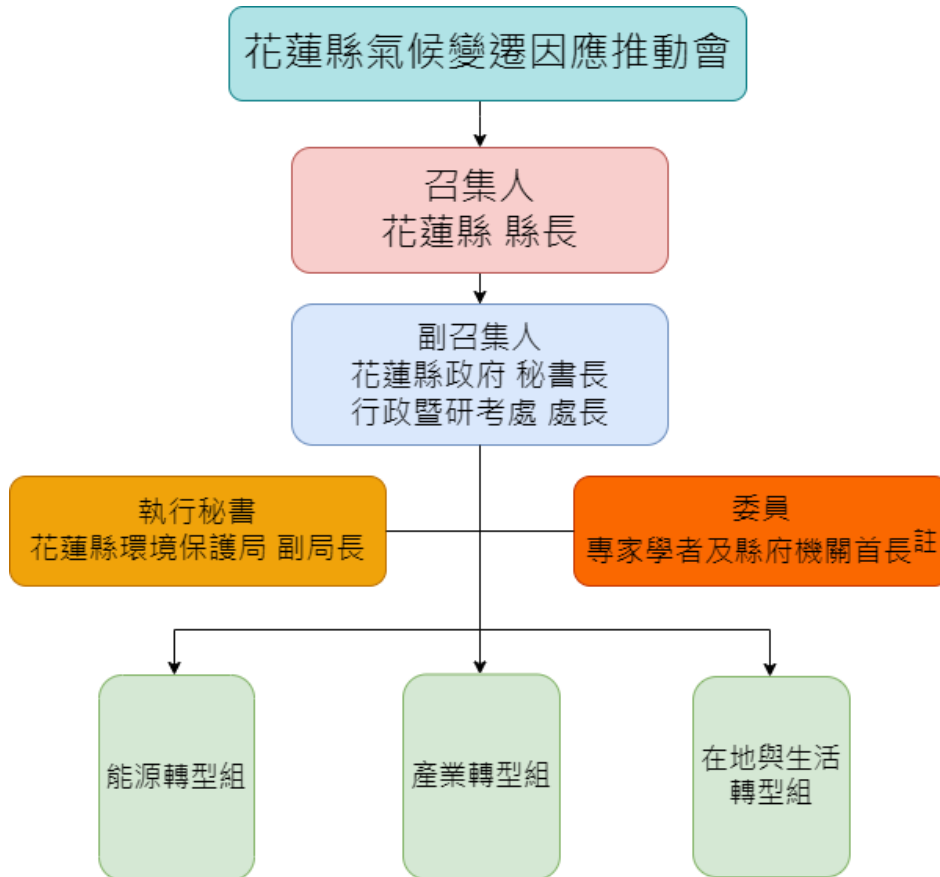 花蓮縣氣候變遷因應推動會
召集人
花蓮縣 縣長
副召集人
花蓮縣政府 秘書長
行政暨研考處 處長
執行秘書
花蓮縣環境保護局 副局長
委員
專家學者及縣府機關首長註
能源轉型組
產業轉型組
在地與生活
轉型組